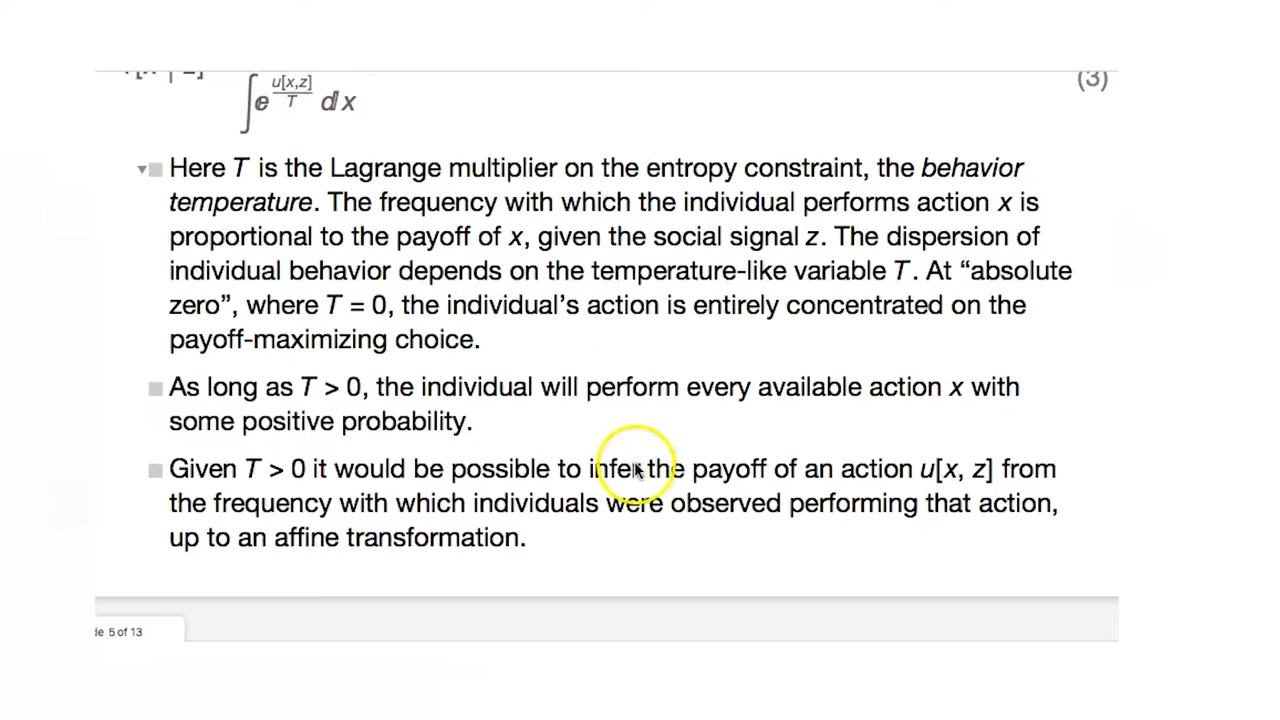 u[x,z]
∫ⅇ T ⅆx
(3)
Here T is the Lagrange multiplier on the entropy constraint, the behavior
temperature. The frequency with which the individual performs action x is
proportional to the payoff of x, given the social signal z. The dispersion of
individual behavior depends on the temperature-like variable T. At “absolute
zero”, where T = 0, the individual’s action is entirely concentrated on the
payoff-maximizing choice.
As long as T > 0, the individual will perform every available action x with
some positive probability.
Given T > 0 it would be possible to infer the payoff of an action u[x, z] from
the frequency with which individuals were observed performing that action,
up to an affine transformation.
de 5 of 13